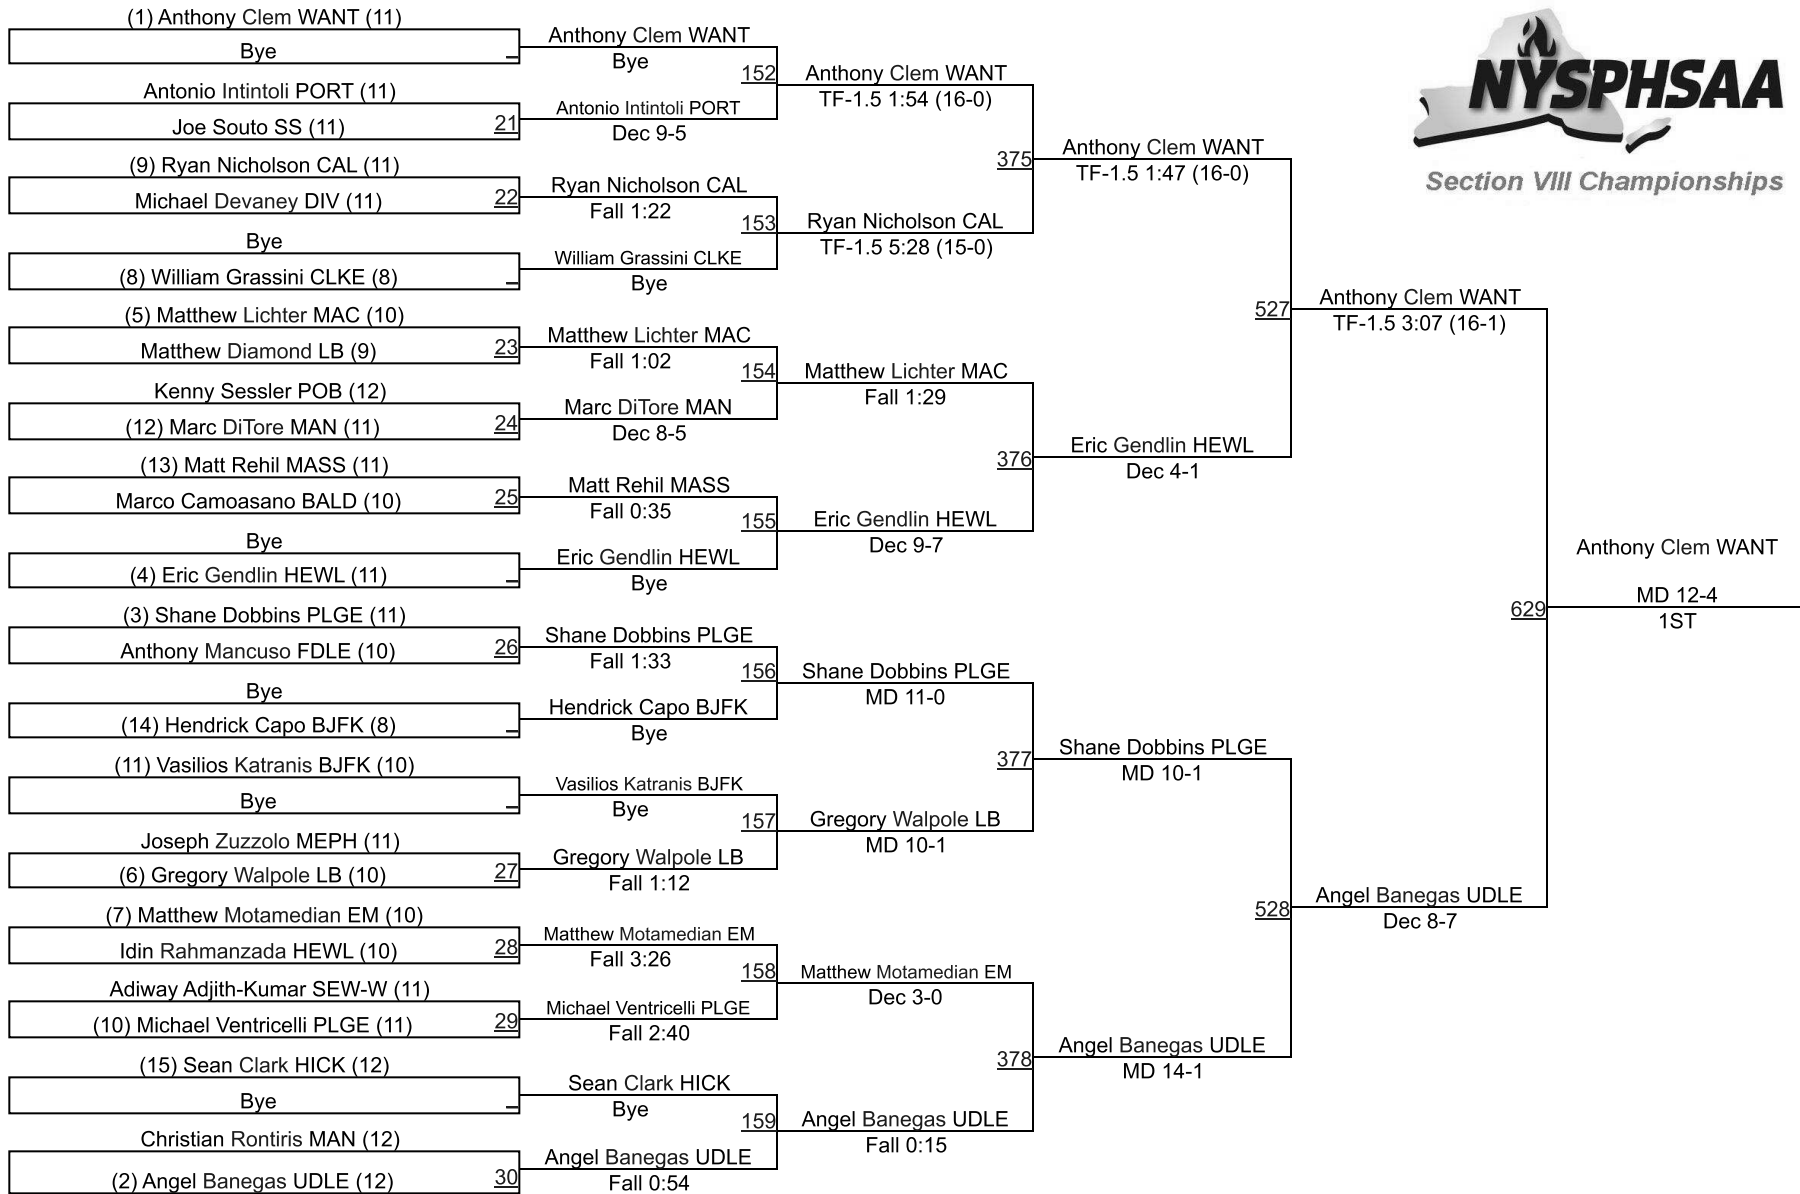 (1) Anthony Clem WANT (11)
Bye
Antonio Intintoli PORT (11)
Joe Souto SS (11) 21
(9) Ryan Nicholson CAL (11)
Michael Devaney DIV (11) 22
Bye
(8) William Grassini CLKE (8)
(5) Matthew Lichter MAC (10)
Matthew Diamond LB (9) 23
Kenny Sessler POB (12)
(12) Marc DiTore MAN (11) 24
(13) Matt Rehil MASS (11)
Marco Camoasano BALD (10) 25
Bye
(4) Eric Gendlin HEWL (11)
(3) Shane Dobbins PLGE (11)
Anthony Mancuso FDLE (10) 26
Bye
(14) Hendrick Capo BJFK (8)
(11) Vasilios Katranis BJFK (10)
Bye
Joseph Zuzzolo MEPH (11)
(6) Gregory Walpole LB (10) 27
(7) Matthew Motamedian EM (10)
Idin Rahmanzada HEWL (10) 28
Adiway Adjith-Kumar SEW-W (11)
(10) Michael Ventricelli PLGE (11) 29
(15) Sean Clark HICK (12)
Bye
Christian Rontiris MAN (12)
(2) Angel Banegas UDLE (12) 30
Anthony Clem WANT
Bye
152
Antonio Intintoli PORT
Dec 9-5
Ryan Nicholson CAL
Fall 1:22
153
William Grassini CLKE
Bye
Matthew Lichter MAC
Fall 1:02
154
Marc DiTore MAN
Dec 8-5
Matt Rehil MASS
Fall 0:35
155
Eric Gendlin HEWL
Bye
Shane Dobbins PLGE
Fall 1:33
156
Hendrick Capo BJFK
Bye
Vasilios Katranis BJFK
Bye
157
Gregory Walpole LB
Fall 1:12
Matthew Motamedian EM
Fall 3:26
158
Michael Ventricelli PLGE
Fall 2:40
Sean Clark HICK
Bye
159
Angel Banegas UDLE
Fall 0:54
Anthony Clem WANT
TF-1.5 1:54 (16-0)
375
Ryan Nicholson CAL
TF-1.5 5:28 (15-0)
Matthew Lichter MAC
Fall 1:29
376
Eric Gendlin HEWL
Dec 9-7
Shane Dobbins PLGE
MD 11-0
377
Gregory Walpole LB
MD 10-1
Matthew Motamedian EM
Dec 3-0
378
Angel Banegas UDLE
Fall 0:15
Anthony Clem WANT
TF-1.5 1:47 (16-0)
527
Eric Gendlin HEWL
Dec 4-1
Shane Dobbins PLGE
MD 10-1
528
Angel Banegas UDLE
MD 14-1
Anthony Clem WANT
TF-1.5 3:07 (16-1)
629
Angel Banegas UDLE
Dec 8-7
Anthony Clem WANT
MD 12-4
1ST
NYSPHSAA
Section VIII Championships